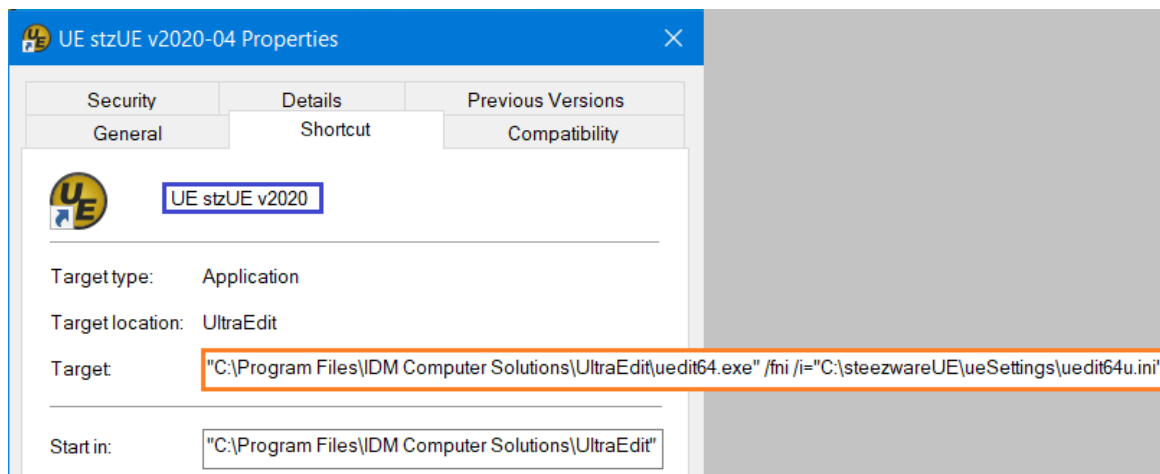 UE stzUE v2020-04 Properties
Security Details Previous Versions
General Shortcut Compatibility
UE
UE stzUE v2020
Target type: Application
Target location: UltraEdit
Target: "C:\Program Files\IDM Computer Solutions\UltraEdit\uedit64.exe" /fni /i="C:\steezwareUE\ueSettings\uedit64u.ini"
Start in: "C:\Program Files\IDM Computer Solutions\UltraEdit"